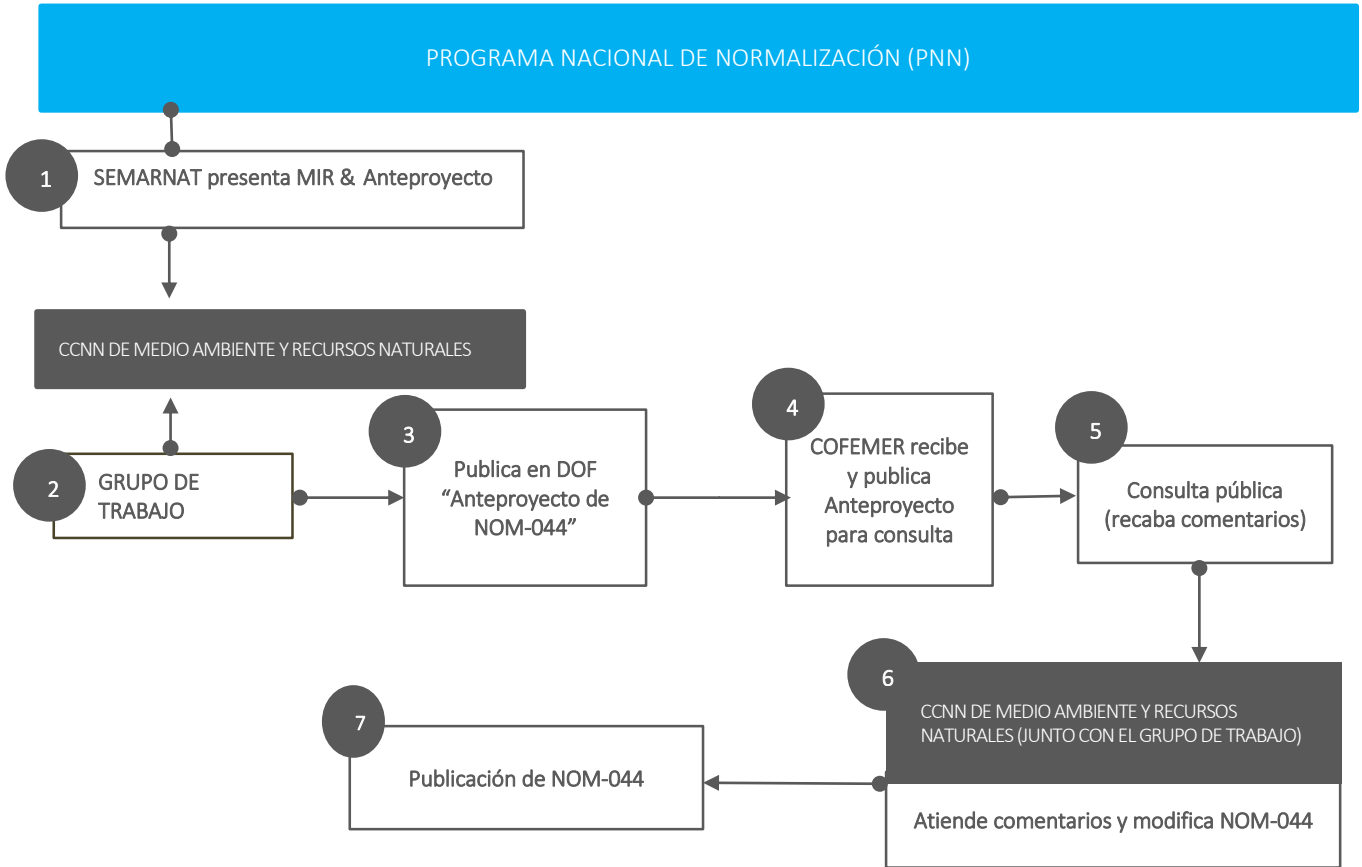 PROGRAMA NACIONAL DE NORMALIZACIÓN (PNN)
1
SEMARNAT presenta MIR & Anteproyecto
CCNN DE MEDIO AMBIENTE Y RECURSOS NATURALES
2
GRUPO DE
TRABAJO
3
Publica en DOF
“Anteproyecto de
NOM-044”
4
COFEMER recibe
y publica
Anteproyecto
para consulta
5
Consulta pública
(recaba comentarios)
6
CCNN DE MEDIO AMBIENTE Y RECURSOS
NATURALES (JUNTO CON EL GRUPO DE TRABAJO)
Atiende comentarios y modifica NOM-044
7
Publicación de NOM-044